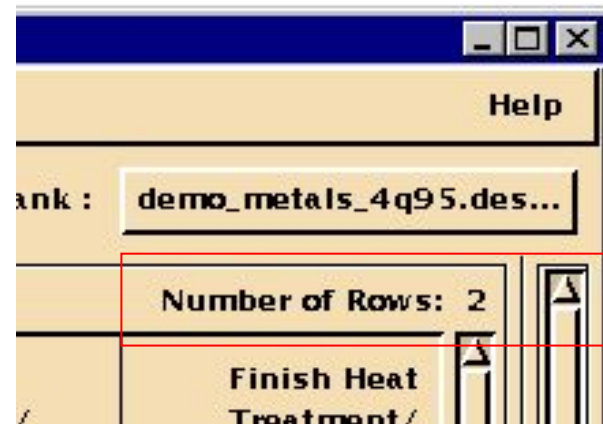 Help
ank :
demo_metals_4q95.des...
Number of Rows: 2
Finish Heat
Treatment/